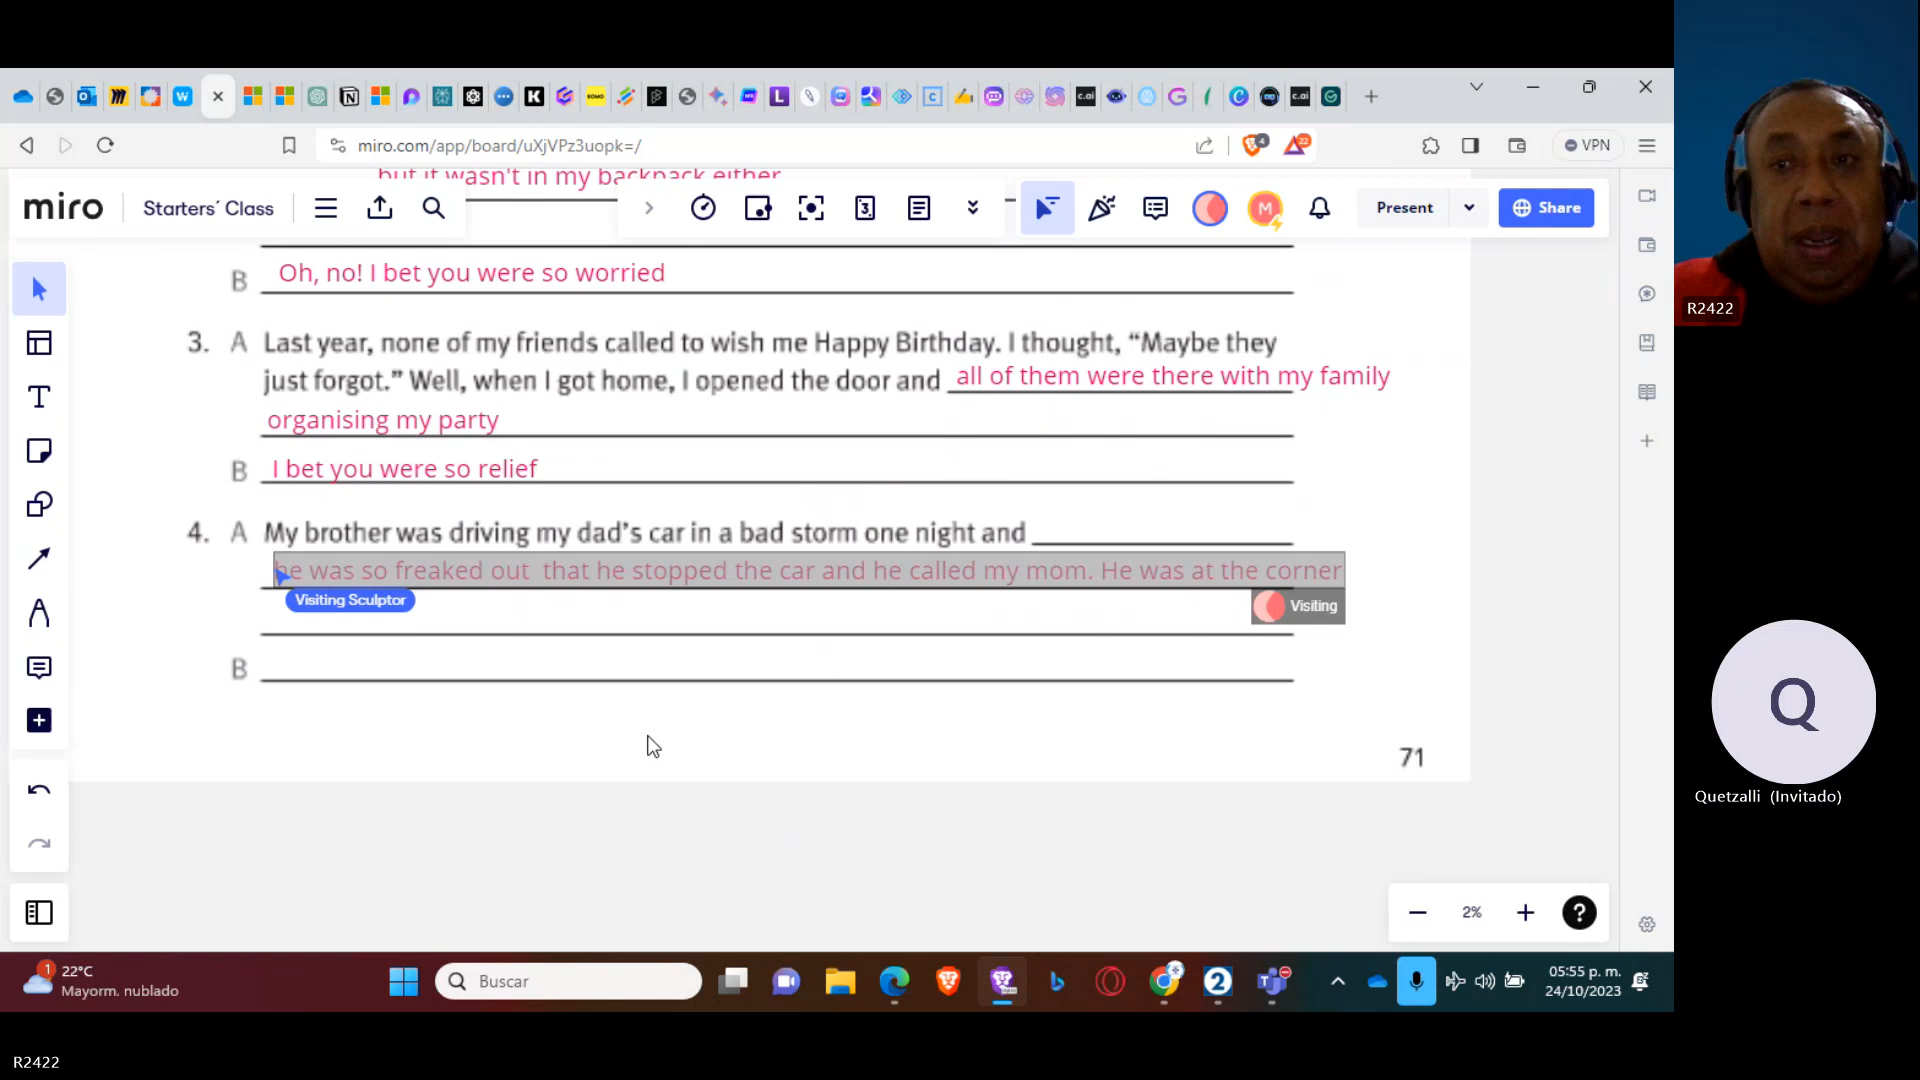 miro.com/app/board/uXjVPz3uopk=/
4
22
VPN
but it wasn't in my backpack either
miro
Starters´ Class
3
M
Present
Share
B Oh, no! I bet you were so worried
3. A Last year, none of my friends called to wish me Happy Birthday. I thought, “Maybe they
just forgot.” Well, when I got home, I opened the door and all of them were there with my family
organising my party
B I bet you were so relief
4. A My brother was driving my dad’s car in a bad storm one night and
he was so freaked out that he stopped the car and he called my mom. He was at the corner
Visiting Sculptor
Visiting
B
71
2%
?
R2422
Q
Quetzalli (Invitado)
1
22°C
Mayorm. nublado
Buscar
05:55 p. m.
24/10/2023
R2422